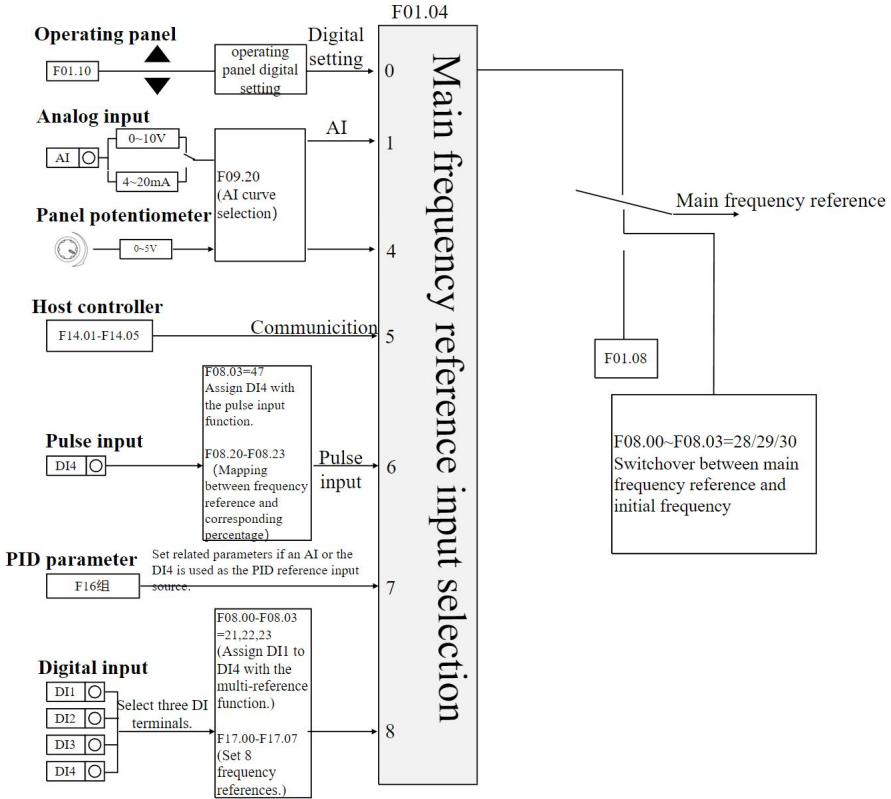 F01.04
Operating panel
F01.10
operating
panel digital
setting
Digital
setting
0
Analog input
AI
0~10V
4~20mA
F09.20
(AI curve
selection)
AI
1
Panel potentiometer
0~5V
4
Host controller
F14.01-F14.05
Communicition
5
Pulse input
DI4
F08.03=47
Assign DI4 with
the pulse input
function.
F08.20-F08.23
(Mapping
between frequency
reference and
corresponding
percentage)
Pulse
input
6
PID parameter
F16组
Set related parameters if an AI or the
DI4 is used as the PID reference input
source.
7
Digital input
DI1
DI2
DI3
DI4
Select three DI
terminals.
F08.00-F08.03
=21,22,23
(Assign DI1 to
DI4 with the
multi-reference
function.)
F17.00-F17.07
(Set 8
frequency
references.)
8
Main frequency reference input selection
Main frequency reference
F01.08
F08.00~F08.03=28/29/30
Switchover between main
frequency reference and
initial frequency